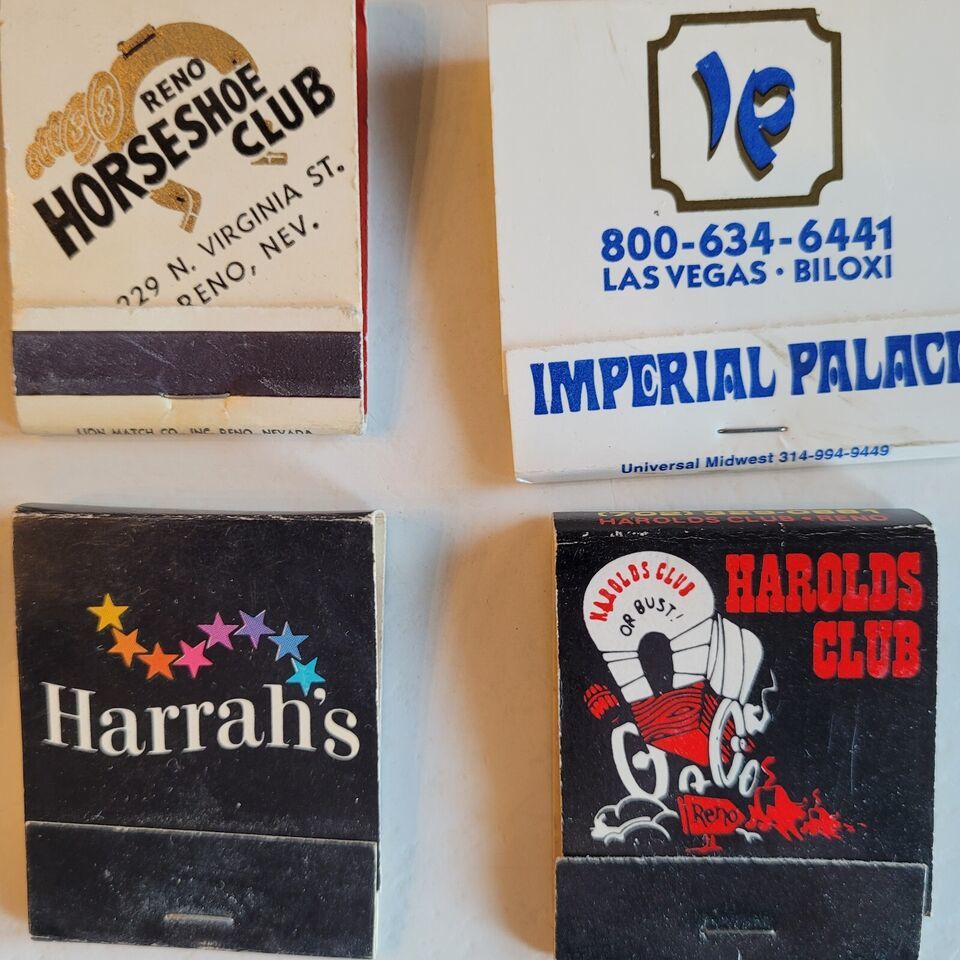 RENO
HORSESHOE
CLUB
229 N. VIRGINIA ST.
RENO, NEV.
LION MATCH CO., INC. RENO, NEVADA
IP
800-634-6441
LAS VEGAS • BILOXI
IMPERIAL PALACE
Universal Midwest 314-994-9449
Harrah's
HAROLDS CLUB • RENO
HAROLDS CLUB
OR BUST!
HAROLDS
CLUB
Reno